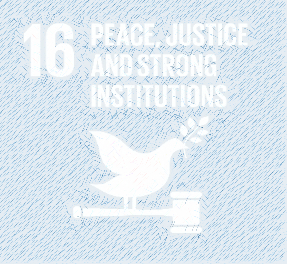 16 PEACE, JUSTICE
AND STRONG
INSTITUTIONS